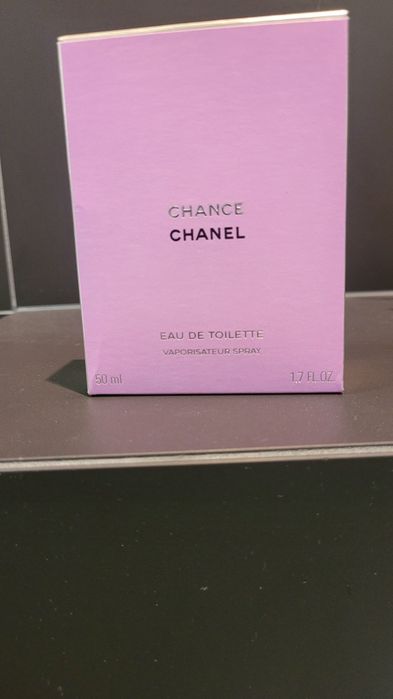 CHANCE
CHANEL
EAU DE TOILETTE
VAPORISATEUR SPRAY
50 ml 1.7 FL.OZ.